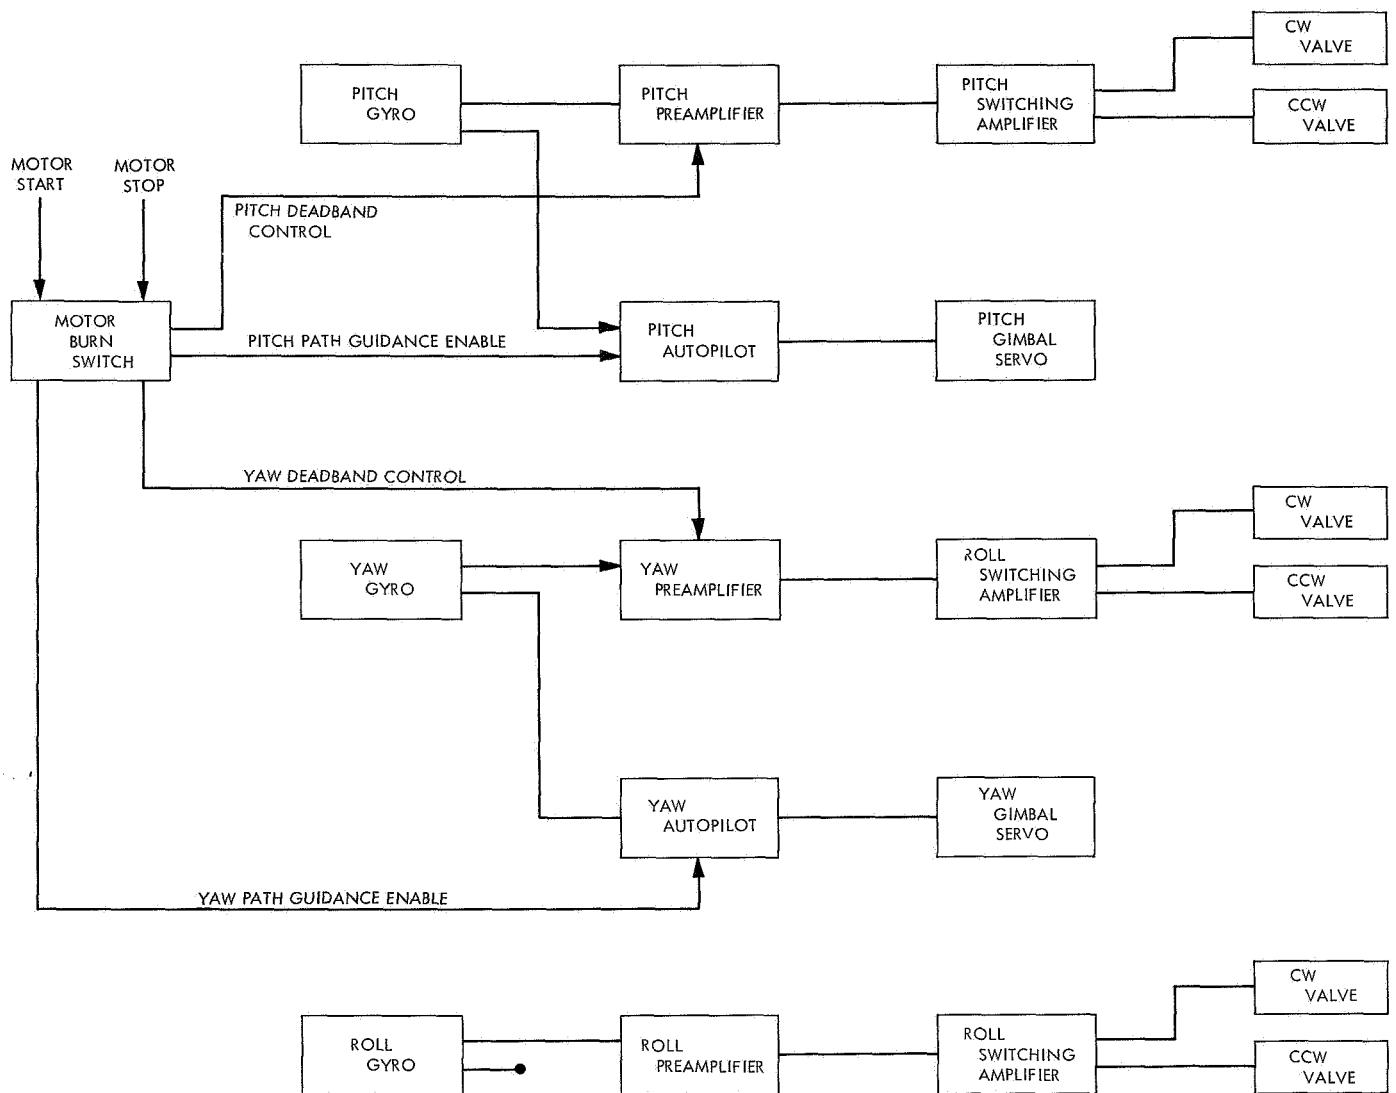 CW
VALVE
PITCH
GYRO
PITCH
PREAMPLIFIER
PITCH
SWITCHING
AMPLIFIER
CCW
VALVE
MOTOR
START
MOTOR
STOP
PITCH DEADBAND
CONTROL
MOTOR
BURN
SWITCH
PITCH PATH GUIDANCE ENABLE
PITCH
AUTOPILOT
PITCH
GIMBAL
SERVO
YAW DEADBAND CONTROL
CW
VALVE
YAW
GYRO
YAW
PREAMPLIFIER
ROLL
SWITCHING
AMPLIFIER
CCW
VALVE
YAW
AUTOPILOT
YAW
GIMBAL
SERVO
YAW PATH GUIDANCE ENABLE
CW
VALVE
ROLL
GYRO
ROLL
PREAMPLIFIER
ROLL
SWITCHING
AMPLIFIER
CCW
VALVE